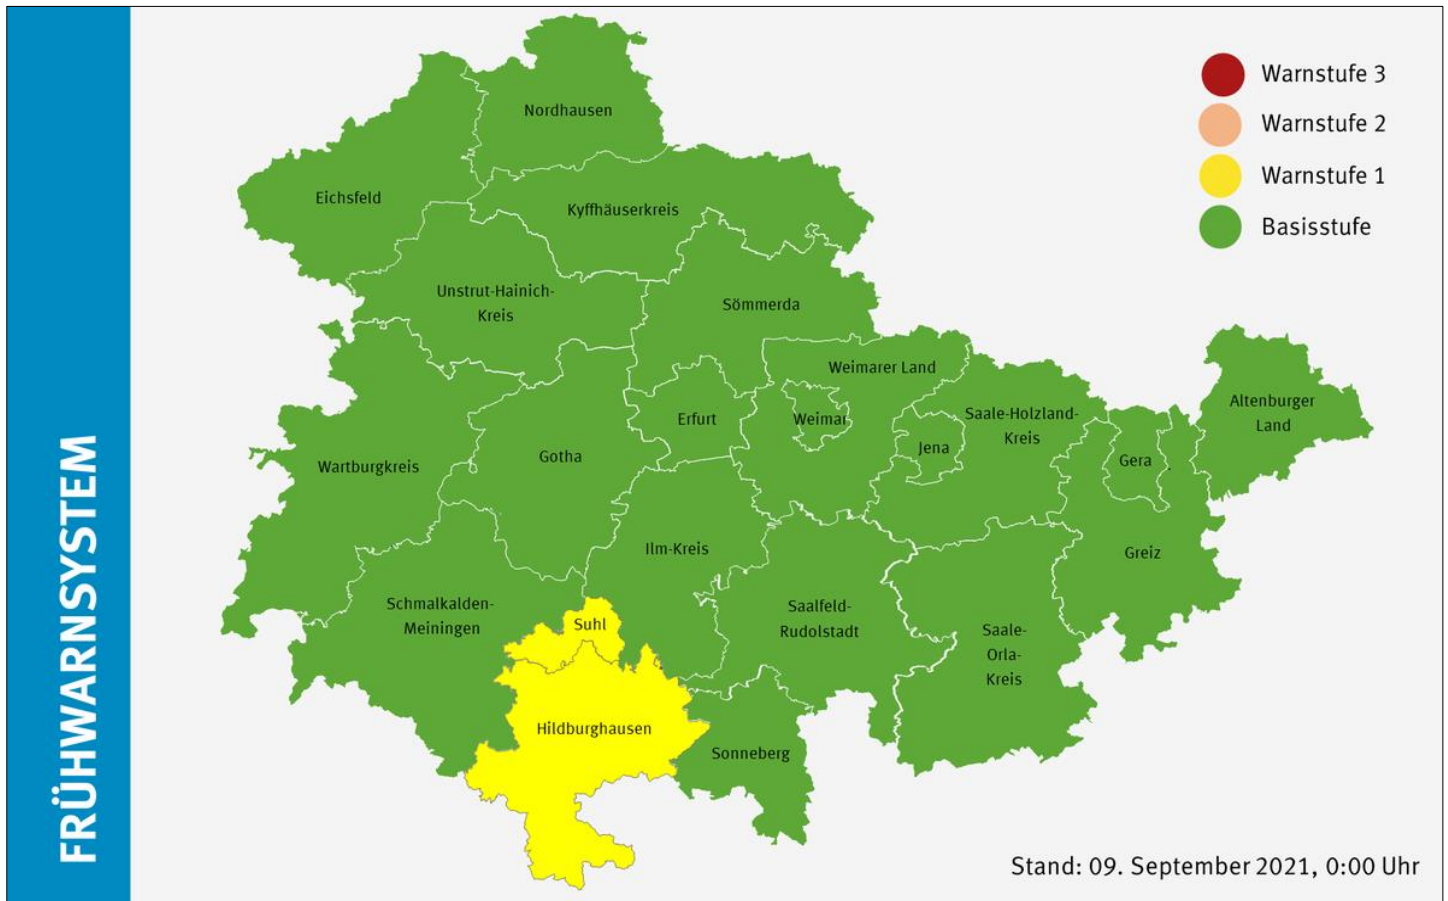 FRÜHWARNSYSTEM
Warnstufe 3
Warnstufe 2
Warnstufe 1
Basisstufe
Nordhausen
Eichsfeld
Kyffhäuserkreis
Unstrut-Hainich-
Kreis
Sömmerda
Weimarer Land
Altenburger
Land
Erfurt
Weimar
Saale-Holzland-
Kreis
Jena
Gera
Wartburgkreis
Gotha
Ilm-Kreis
Greiz
Schmalkalden-
Meiningen
Suhl
Saalfeld-
Rudolstadt
Saale-
Orla-
Kreis
Hildburghausen
Sonneberg
Stand: 09. September 2021, 0:00 Uhr